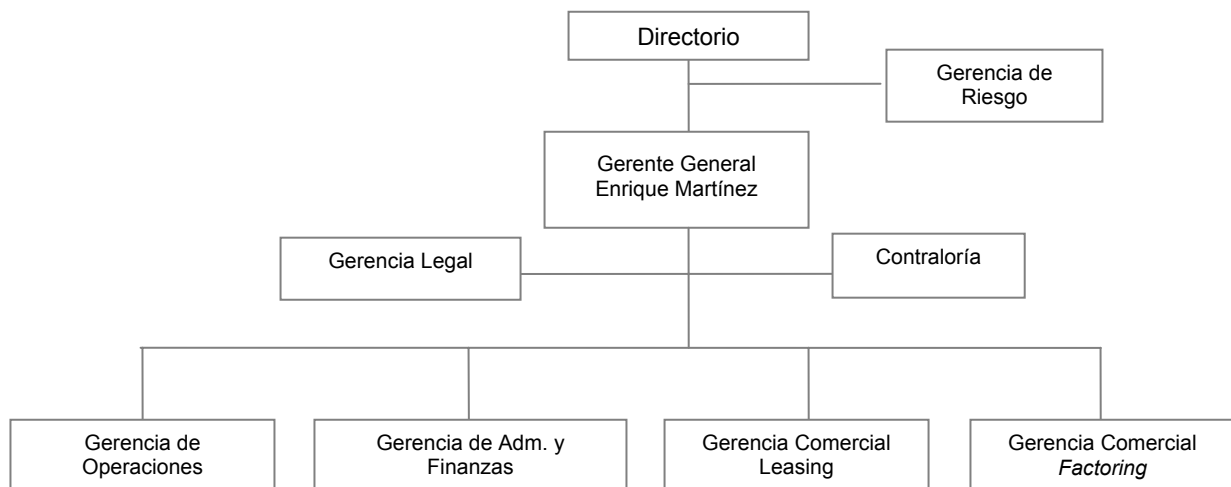 Directorio
Gerencia de
Riesgo
Gerente General
Enrique Martínez
Gerencia Legal
Contraloría
Gerencia de
Operaciones
Gerencia de Adm. y
Finanzas
Gerencia Comercial
Leasing
Gerencia Comercial
Factoring